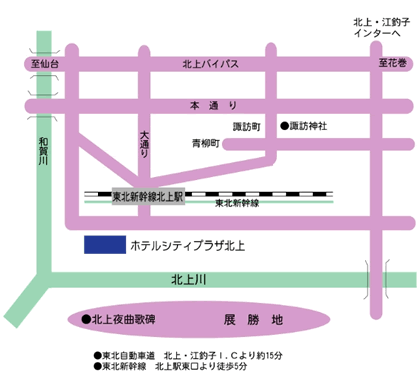 北上・江釣子
インターへ
至仙台
北上バイパス
至花巻
本通り
大通り
諏訪町
●諏訪神社
青柳町
和賀川
東北新幹線北上駅
東北新幹線
ホテルシティプラザ北上
北上川
●北上夜曲歌碑
展勝地
●東北自動車道 北上・江釣子I.Cより約15分
●東北新幹線 北上駅東口より徒歩5分